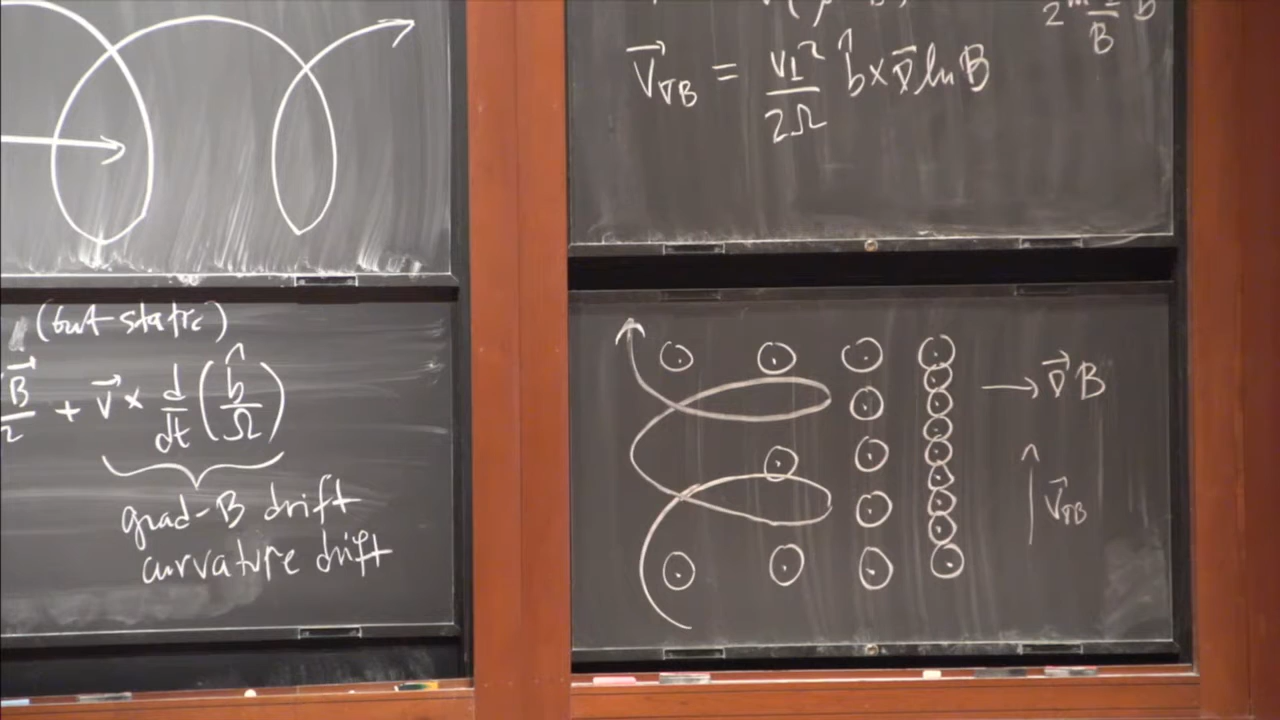 (but static)
B⃗/2 + v⃗ × d/dt (b̂/Ω)
grad-B drift
curvature drift
B b
V⃗_∇B = v⊥²/2Ω b̂ × ∇⃗ ln B
→ ∇⃗ B
V⃗_∇B